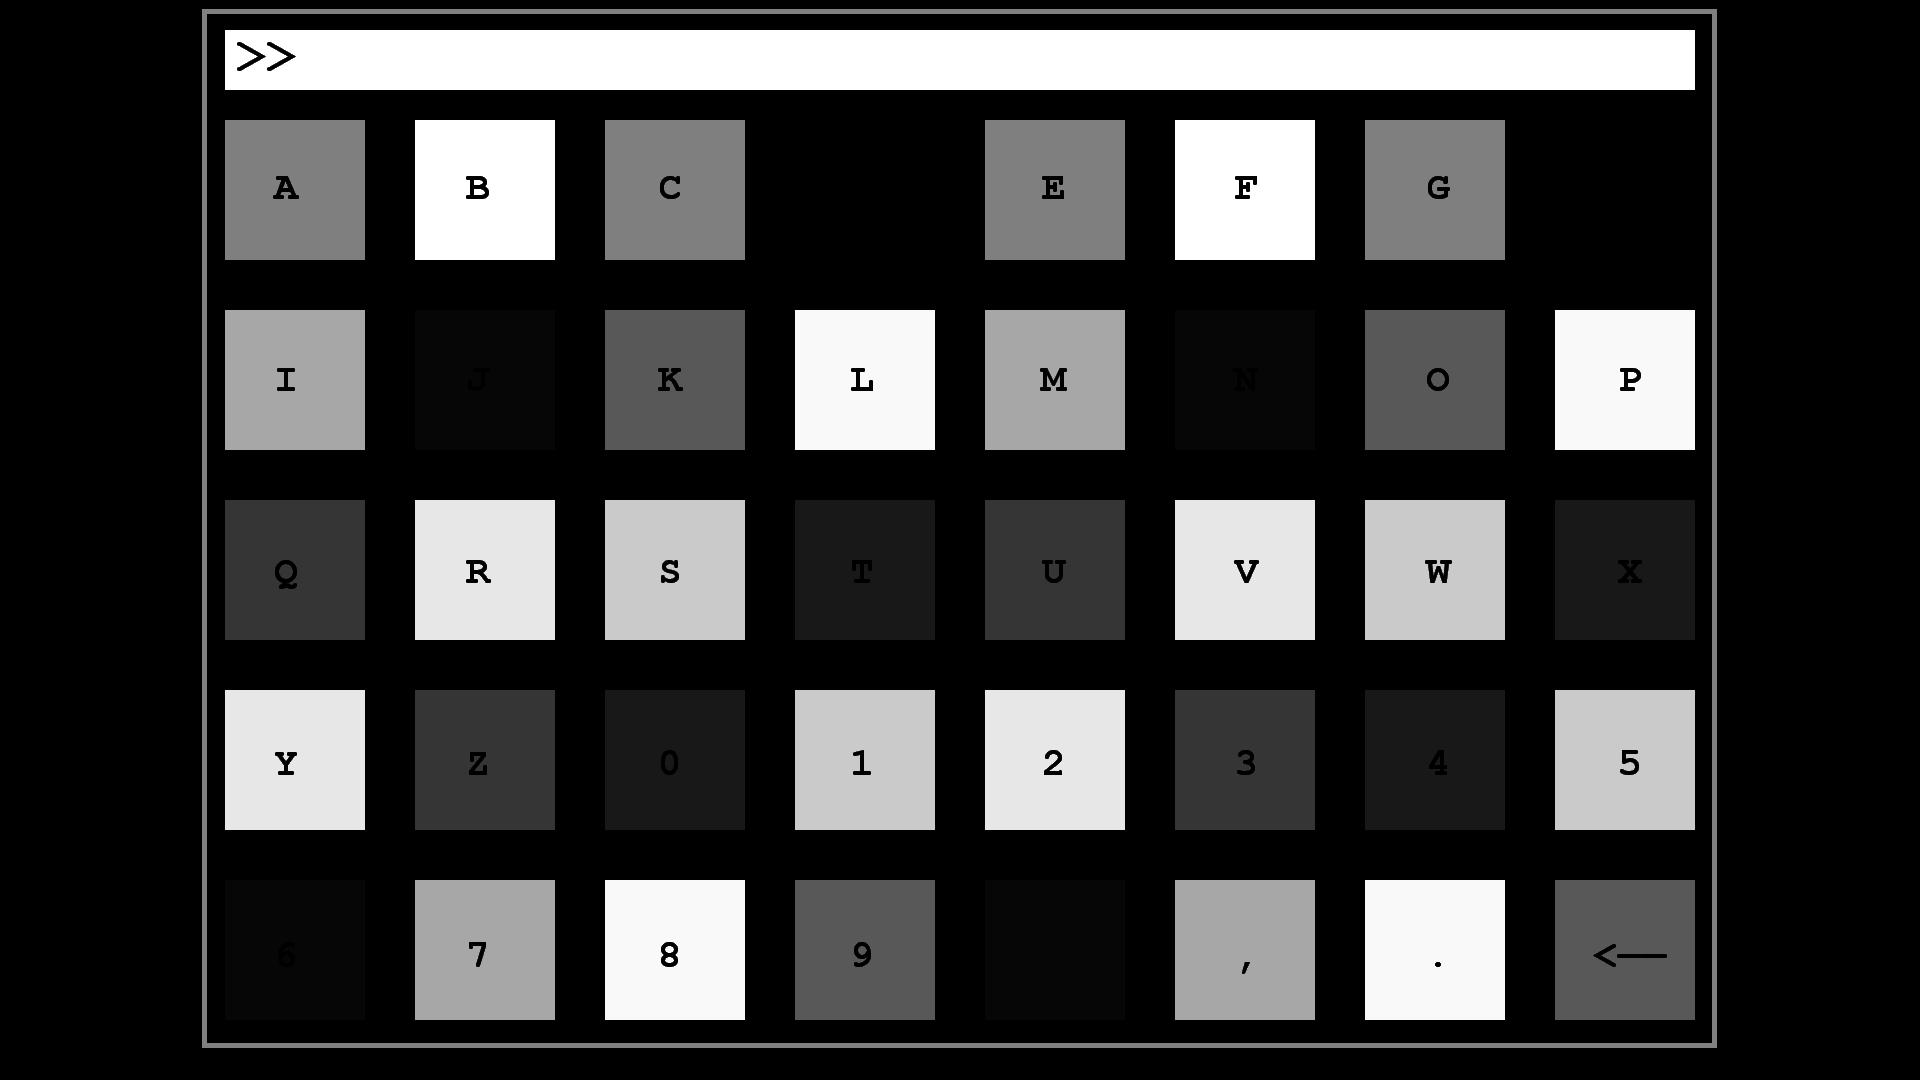 >>
A B C E F G
I J K L M N O P
Q R S T U V W X
Y Z 0 1 2 3 4 5
6 7 8 9 , . <—